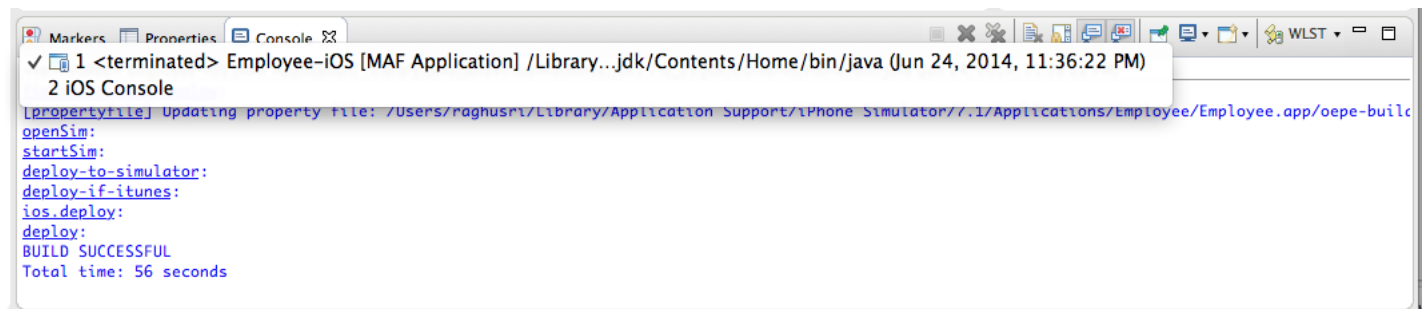 Markers Properties Console WLST
✓ 1 <terminated> Employee-iOS [MAF Application] /Library...jdk/Contents/Home/bin/java (Jun 24, 2014, 11:36:22 PM)
2 iOS Console
[propertyfile] Updating property file: /Users/raghusri/Library/Application Support/iPhone Simulator/7.1/Applications/Employee/Employee.app/oepe-build
openSim:
startSim:
deploy-to-simulator:
deploy-if-itunes:
ios.deploy:
deploy:
BUILD SUCCESSFUL
Total time: 56 seconds